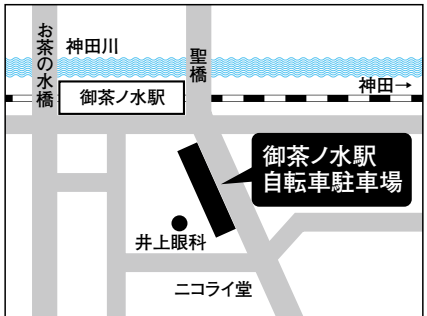 お茶の水橋
神田川
聖橋
神田→
御茶ノ水駅
御茶ノ水駅
自転車駐車場
井上眼科
ニコライ堂